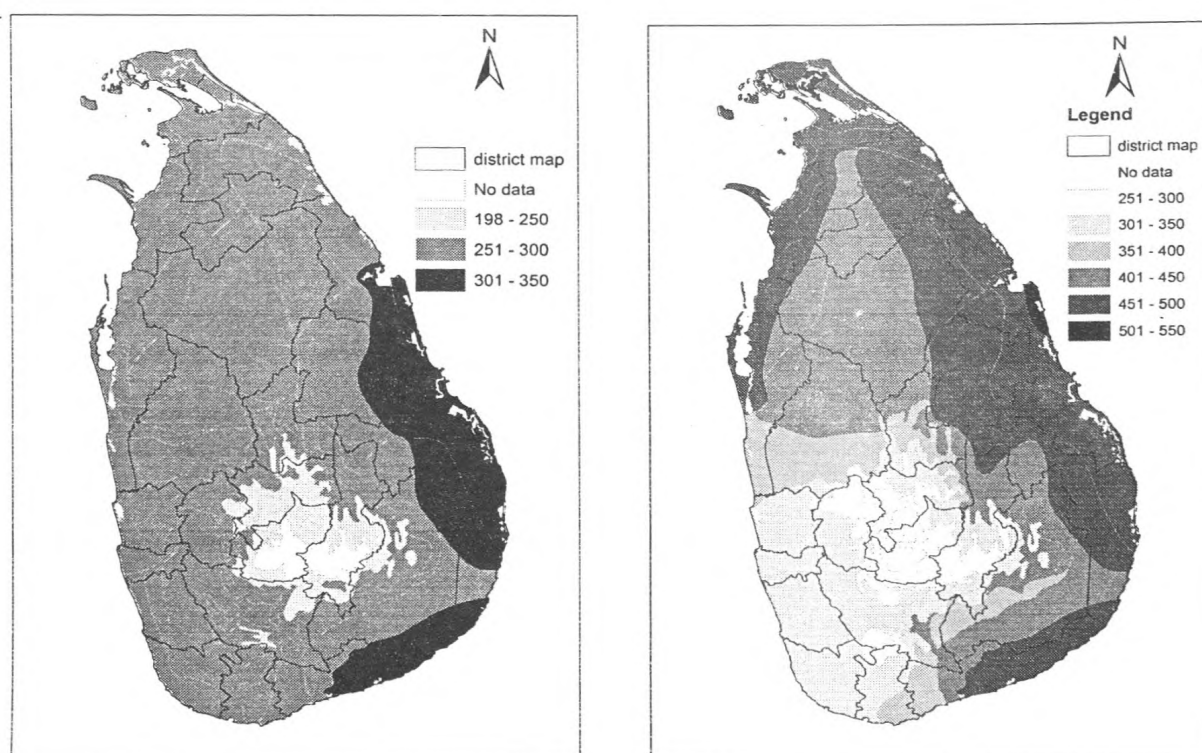 N
district map
No data
198 - 250
251 - 300
301 - 350
N
Legend
district map
No data
251 - 300
301 - 350
351 - 400
401 - 450
451 - 500
501 - 550